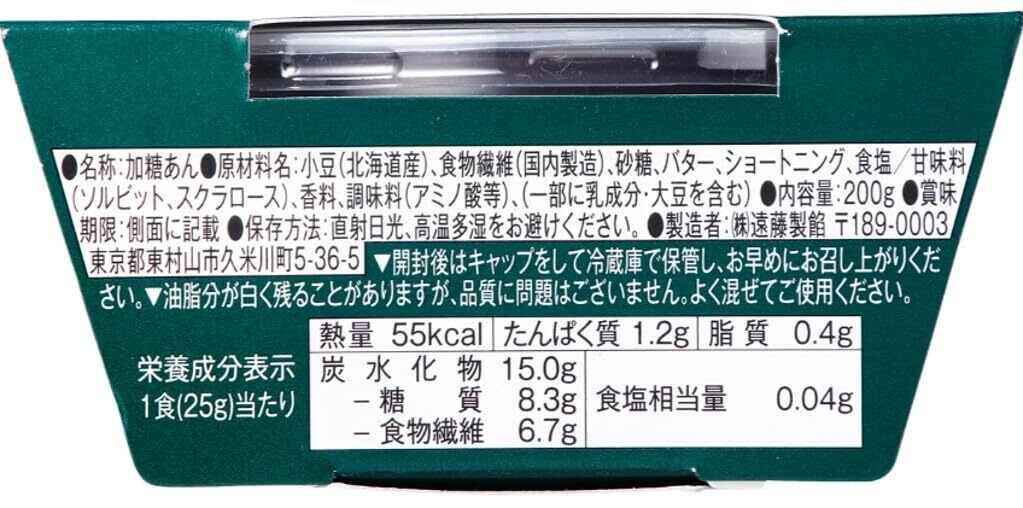 ●名称:加糖あん●原材料名:小豆(北海道産)、食物繊維(国内製造)、砂糖、バター、ショートニング、食塩/甘味料
(ソルビット、スクラロース)、香料、調味料(アミノ酸等)、(一部に乳成分・大豆を含む) ●内容量:200g ●賞味
期限:側面に記載 ●保存方法:直射日光、高温多湿をお避けください。 ●製造者:㈱遠藤製餡 〒189-0003
東京都東村山市久米川町5-36-5 ▼開封後はキャップをして冷蔵庫で保管し、お早めにお召し上がりくだ
さい。▼油脂分が白く残ることがありますが、品質に問題はございません。よく混ぜてご使用ください。
栄養成分表示
1食(25g)当たり
熱量 55kcal たんぱく質 1.2g 脂質 0.4g
炭水化物 15.0g
−糖質 8.3g
−食物繊維 6.7g
食塩相当量 0.04g